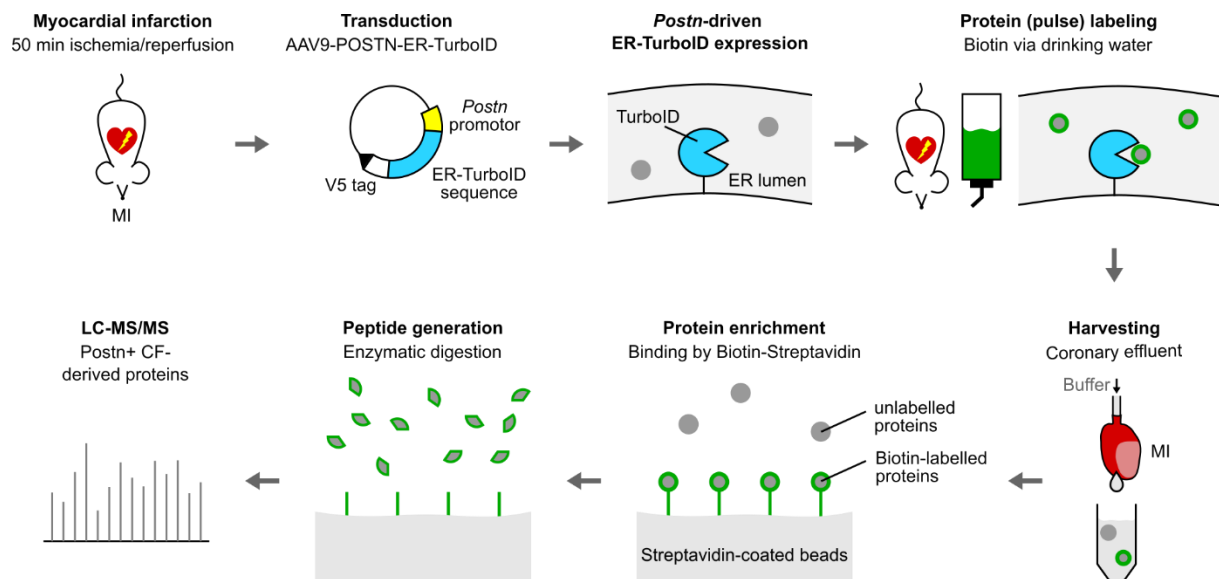 Myocardial infarction
50 min ischemia/reperfusion
MI
Transduction
AAV9-POSTN-ER-TurboID
Postn
promotor
V5 tag
ER-TurboID
sequence
Postn-driven
ER-TurboID expression
TurboID
ER lumen
Protein (pulse) labeling
Biotin via drinking water
LC-MS/MS
Postn+ CF-
derived proteins
Peptide generation
Enzymatic digestion
Protein enrichment
Binding by Biotin-Streptavidin
unlabelled
proteins
Biotin-labelled
proteins
Streptavidin-coated beads
Harvesting
Coronary effluent
Buffer
MI